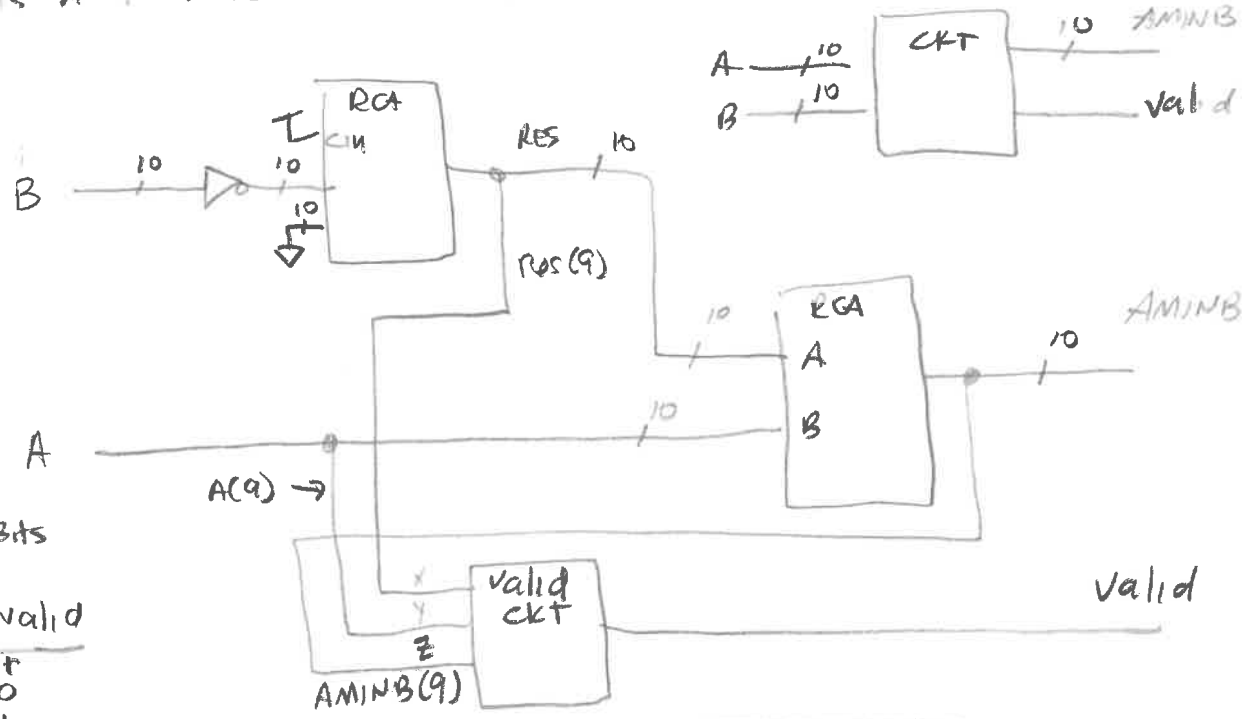 10 AMINB
CKT
A 10
B 10
Valid
RCA
CIN
RES 10
B 10 10
10
Res(9)
RCA
AMINB
10
A
10
B
10
A
A(9) →
Bits
valid
0
X
Y
Z
AMINB(9)
valid
CKT
Valid